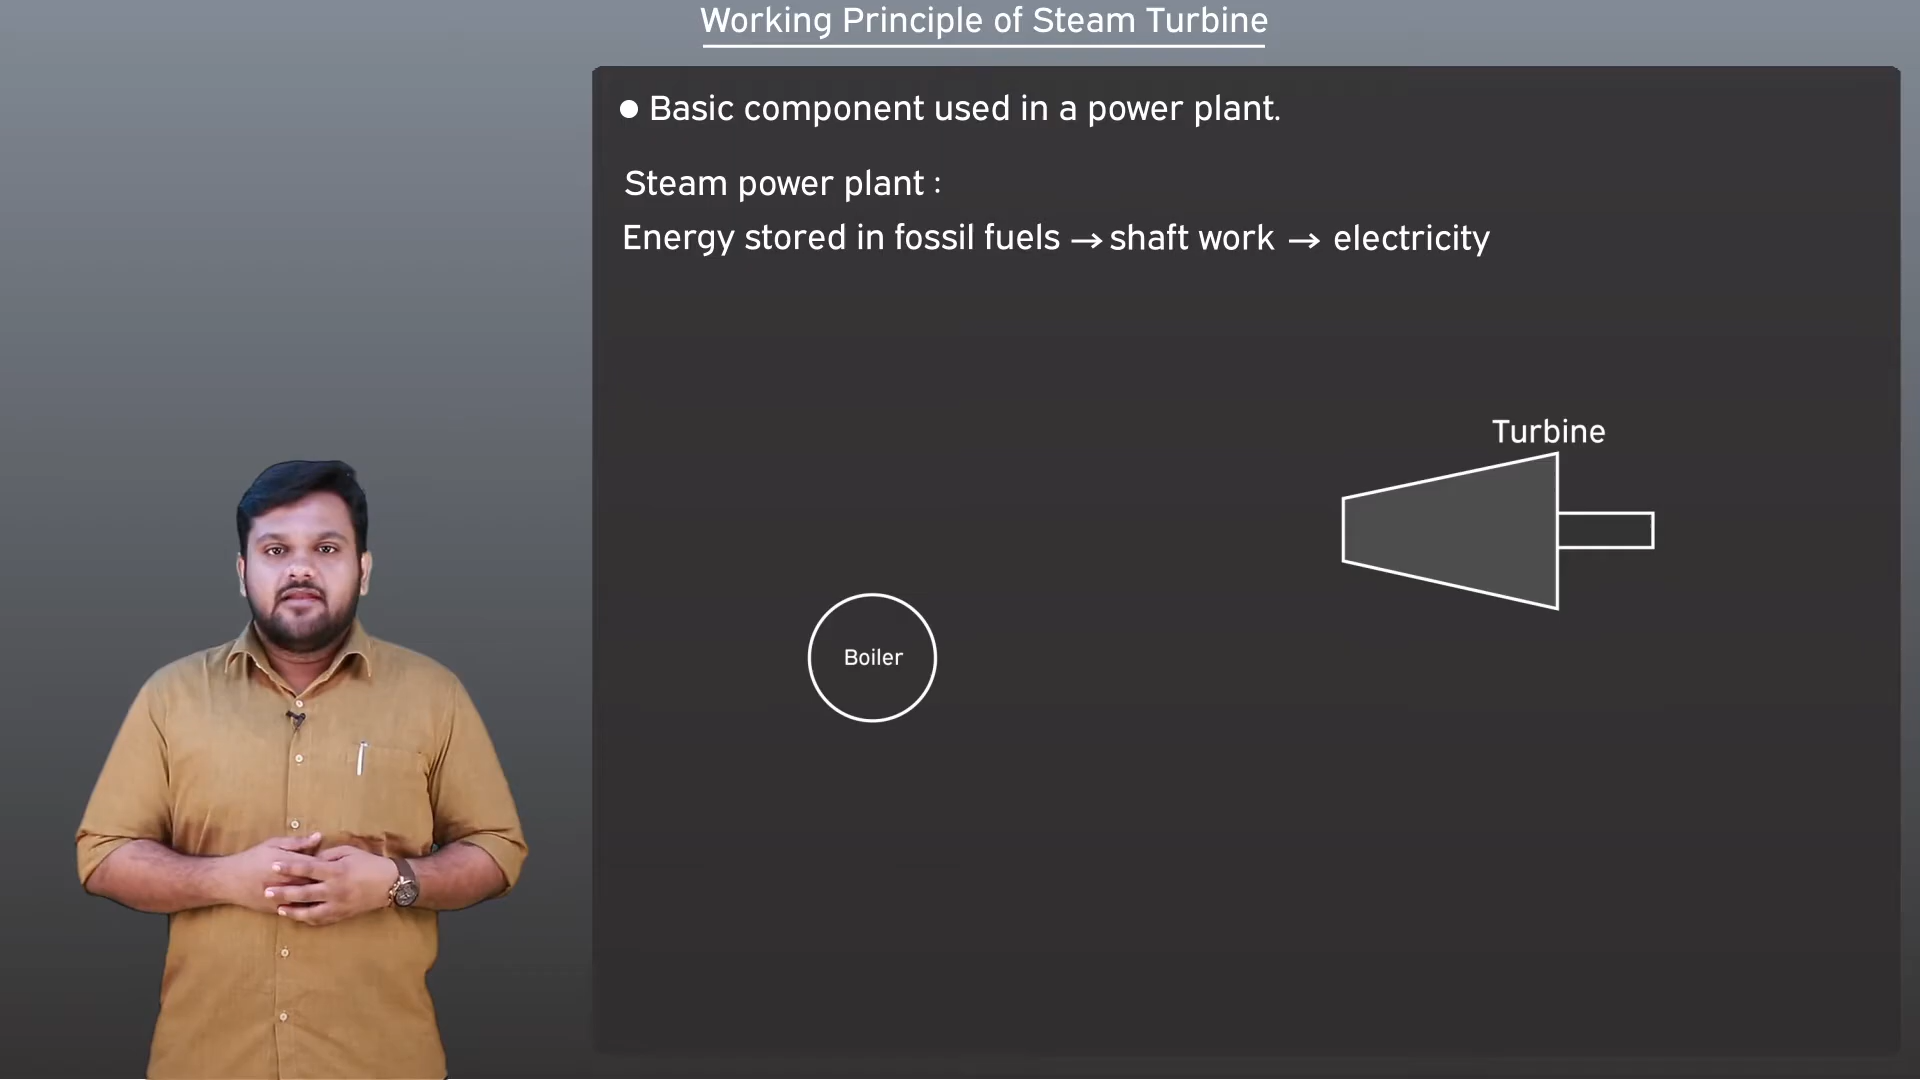 Working Principle of Steam Turbine
● Basic component used in a power plant.
Steam power plant :
Energy stored in fossil fuels → shaft work → electricity
Turbine
Boiler